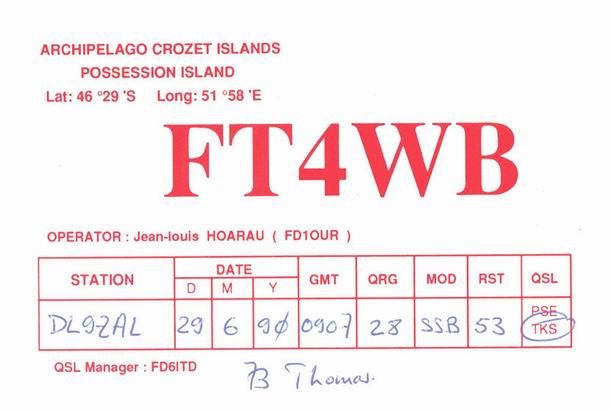 ARCHIPELAGO CROZET ISLANDS
POSSESSION ISLAND
Lat: 46 °29 'S Long: 51 °58 'E
FT4WB
OPERATOR : Jean-louis HOARAU ( FD1OUR )
STATION DATE GMT QRG MOD RST QSL
D M Y
DL9ZAL 29 6 90 0907 28 SSB 53 PSE
TKS
QSL Manager : FD6ITD
73 Thomas.